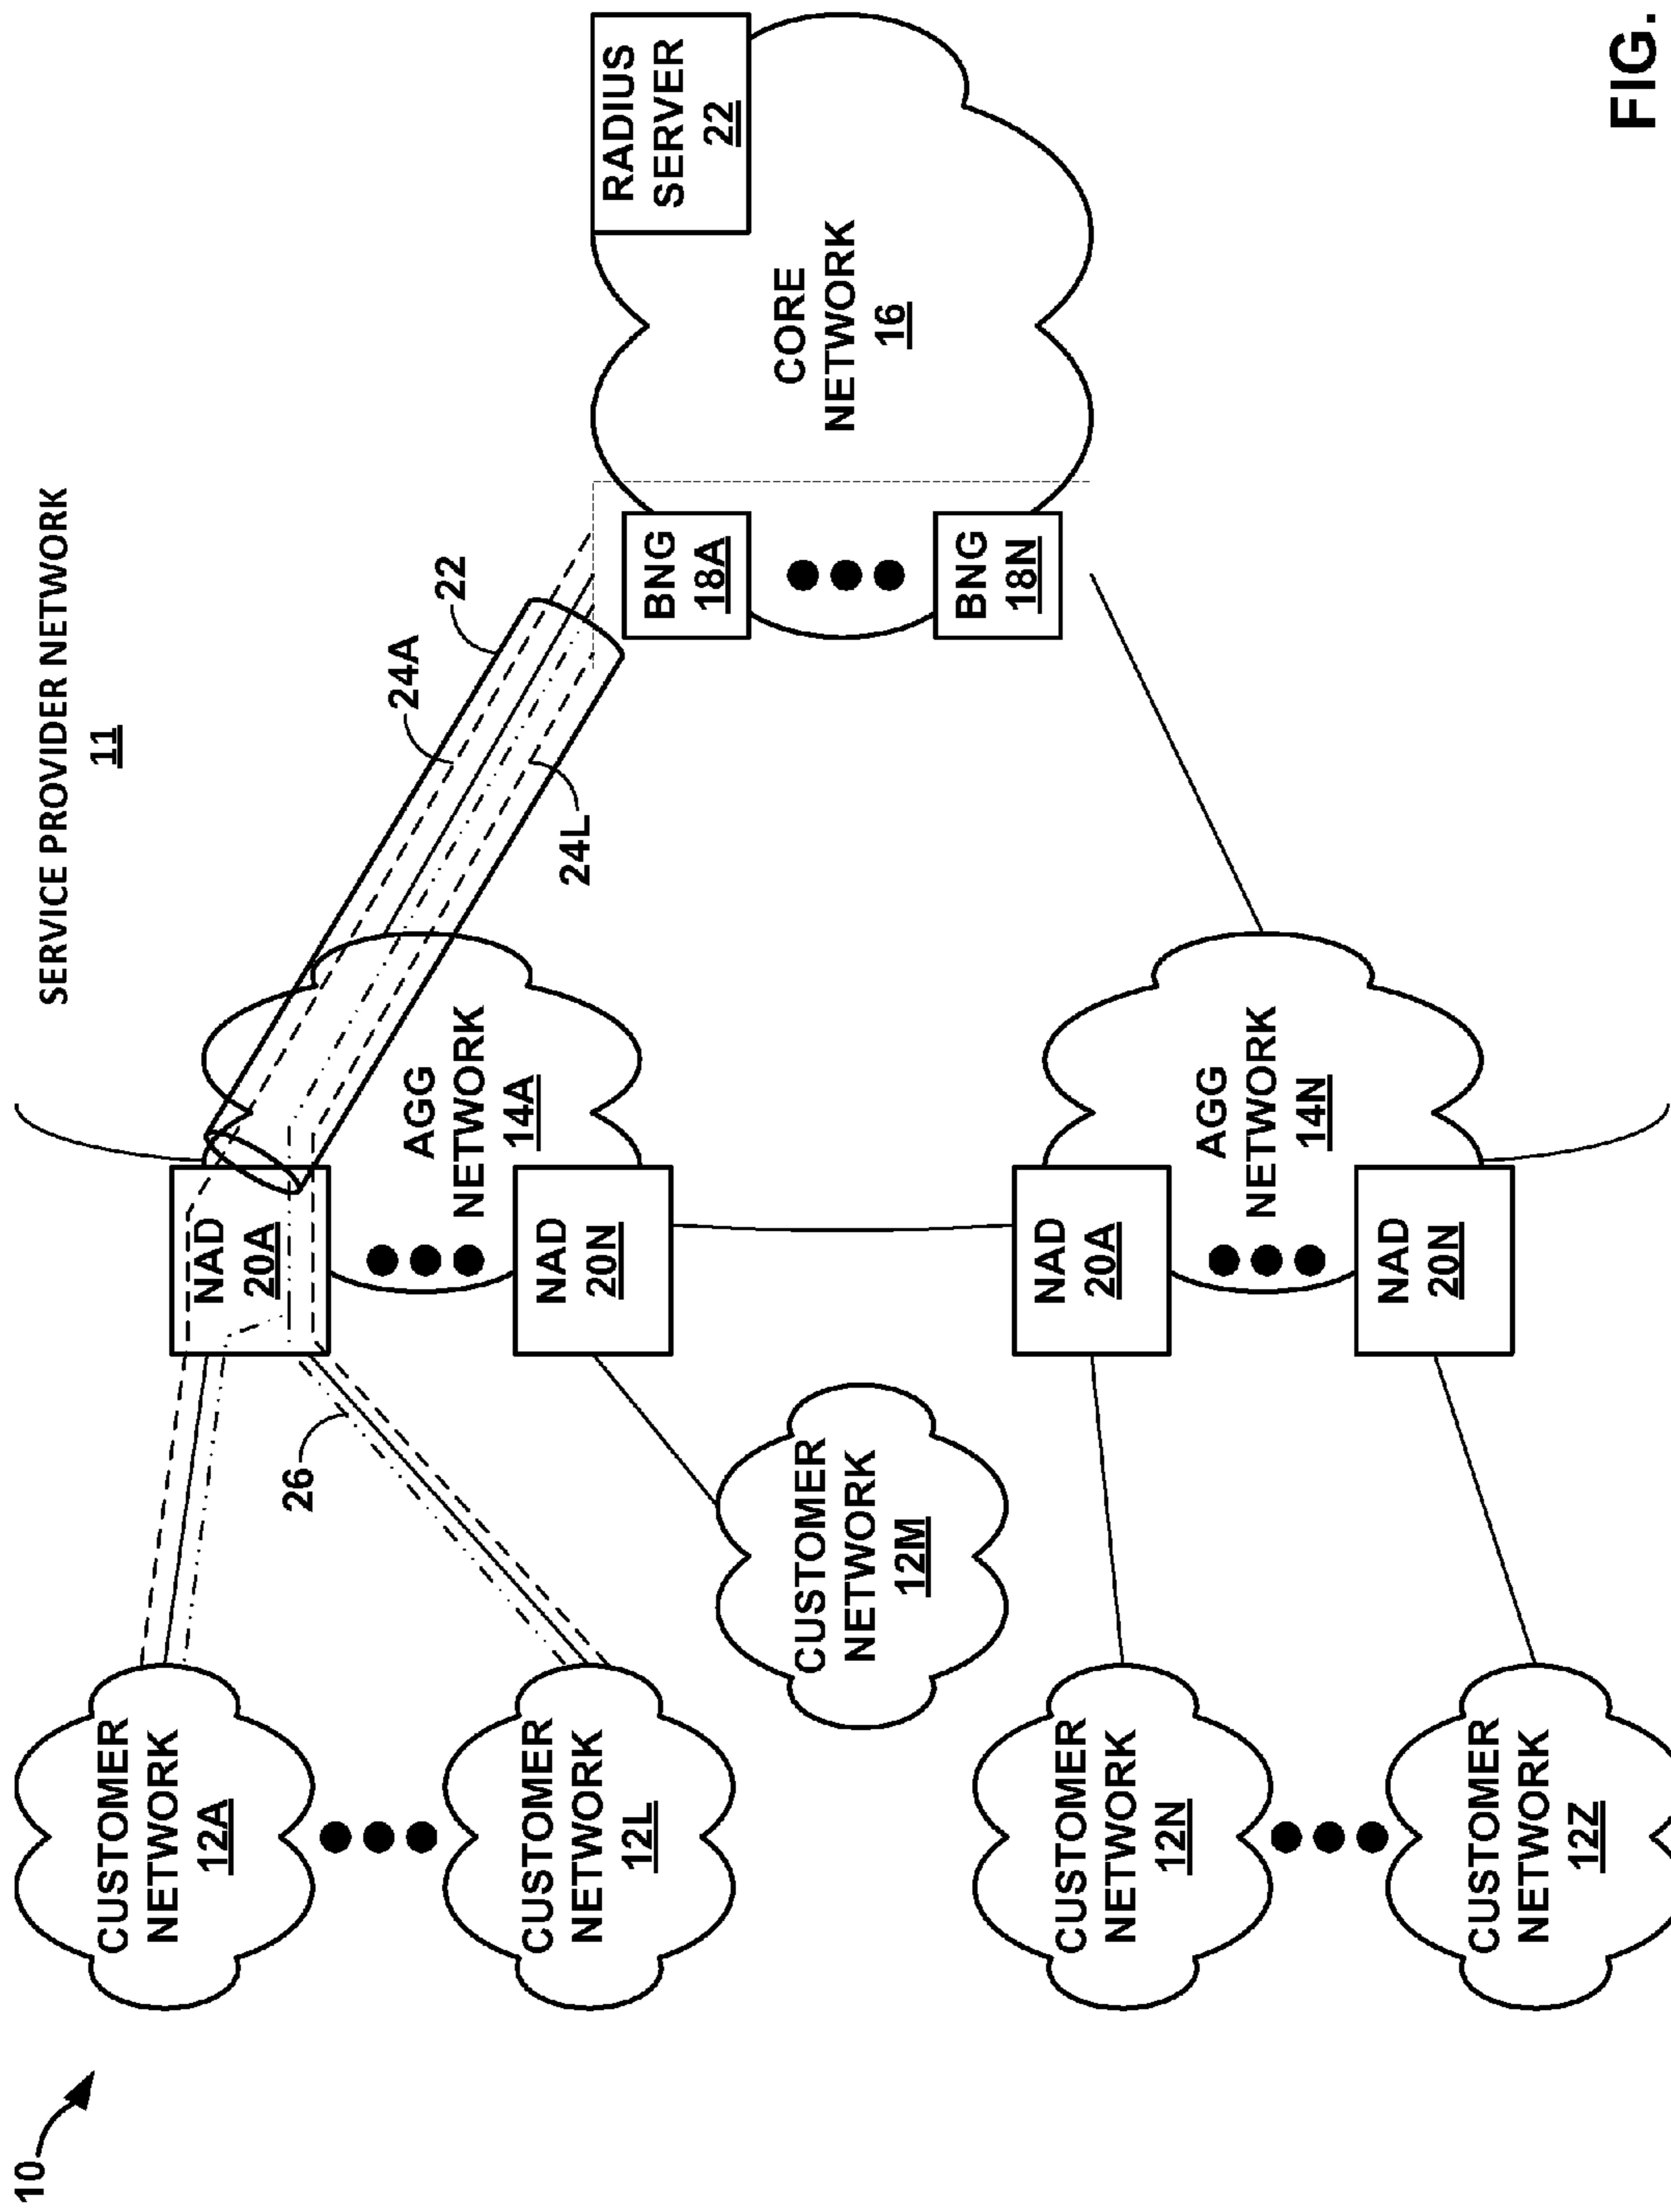 10
SERVICE PROVIDER NETWORK
11
CUSTOMER
NETWORK
12A
CUSTOMER
NETWORK
12L
CUSTOMER
NETWORK
12M
CUSTOMER
NETWORK
12N
CUSTOMER
NETWORK
12Z
26
NAD
20A
NAD
20N
AGG
NETWORK
14A
NAD
20A
NAD
20N
AGG
NETWORK
14N
24A
22
24L
BNG
18A
BNG
18N
CORE
NETWORK
16
RADIUS
SERVER
22
FIG.